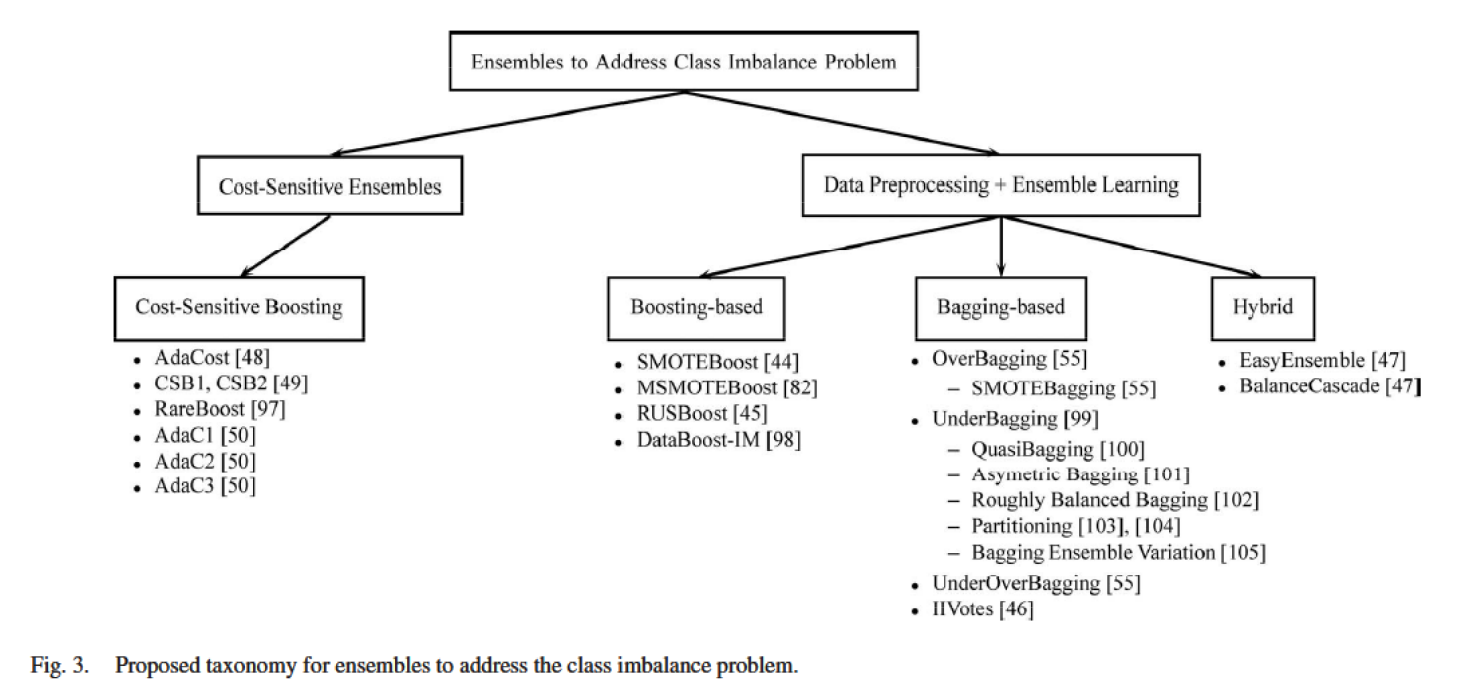 Ensembles to Address Class Imbalance Problem
Cost-Sensitive Ensembles
Data Preprocessing + Ensemble Learning
Cost-Sensitive Boosting
• AdaCost [48]
• CSB1, CSB2 [49]
• RareBoost [97]
• AdaC1 [50]
• AdaC2 [50]
• AdaC3 [50]
Boosting-based
• SMOTEBoost [44]
• MSMOTEBoost [82]
• RUSBoost [45]
• DataBoost-IM [98]
Bagging-based
• OverBagging [55]
– SMOTEBagging [55]
• UnderBagging [99]
– QuasiBagging [100]
– Asymetric Bagging [101]
– Roughly Balanced Bagging [102]
– Partitioning [103], [104]
– Bagging Ensemble Variation [105]
• UnderOverBagging [55]
• IIVotes [46]
Hybrid
• EasyEnsemble [47]
• BalanceCascade [47]
Fig. 3. Proposed taxonomy for ensembles to address the class imbalance problem.